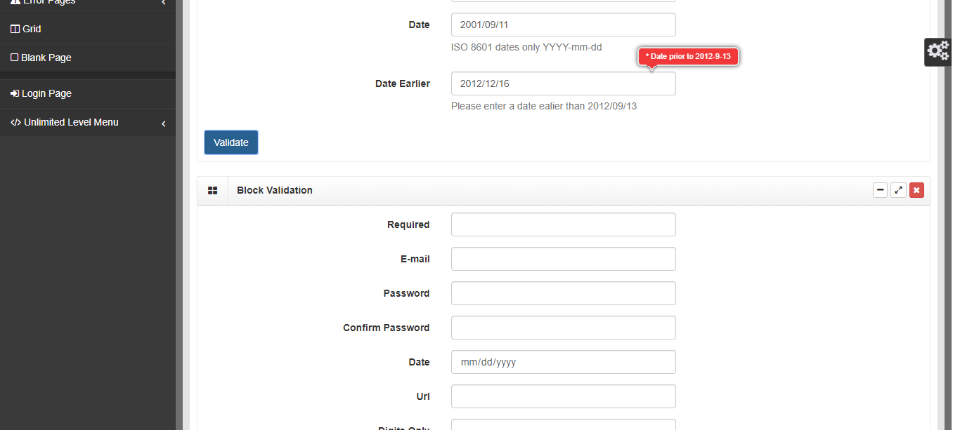 Error Pages
Grid
Blank Page
Login Page
Unlimited Level Menu
Date
2001/09/11
ISO 8601 dates only YYYY-mm-dd
* Date prior to 2012-9-13
Date Earlier
2012/12/16
Please enter a date ealier than 2012/09/13
Validate
Block Validation
Required
E-mail
Password
Confirm Password
Date
mm/dd/yyyy
Url
Digits Only